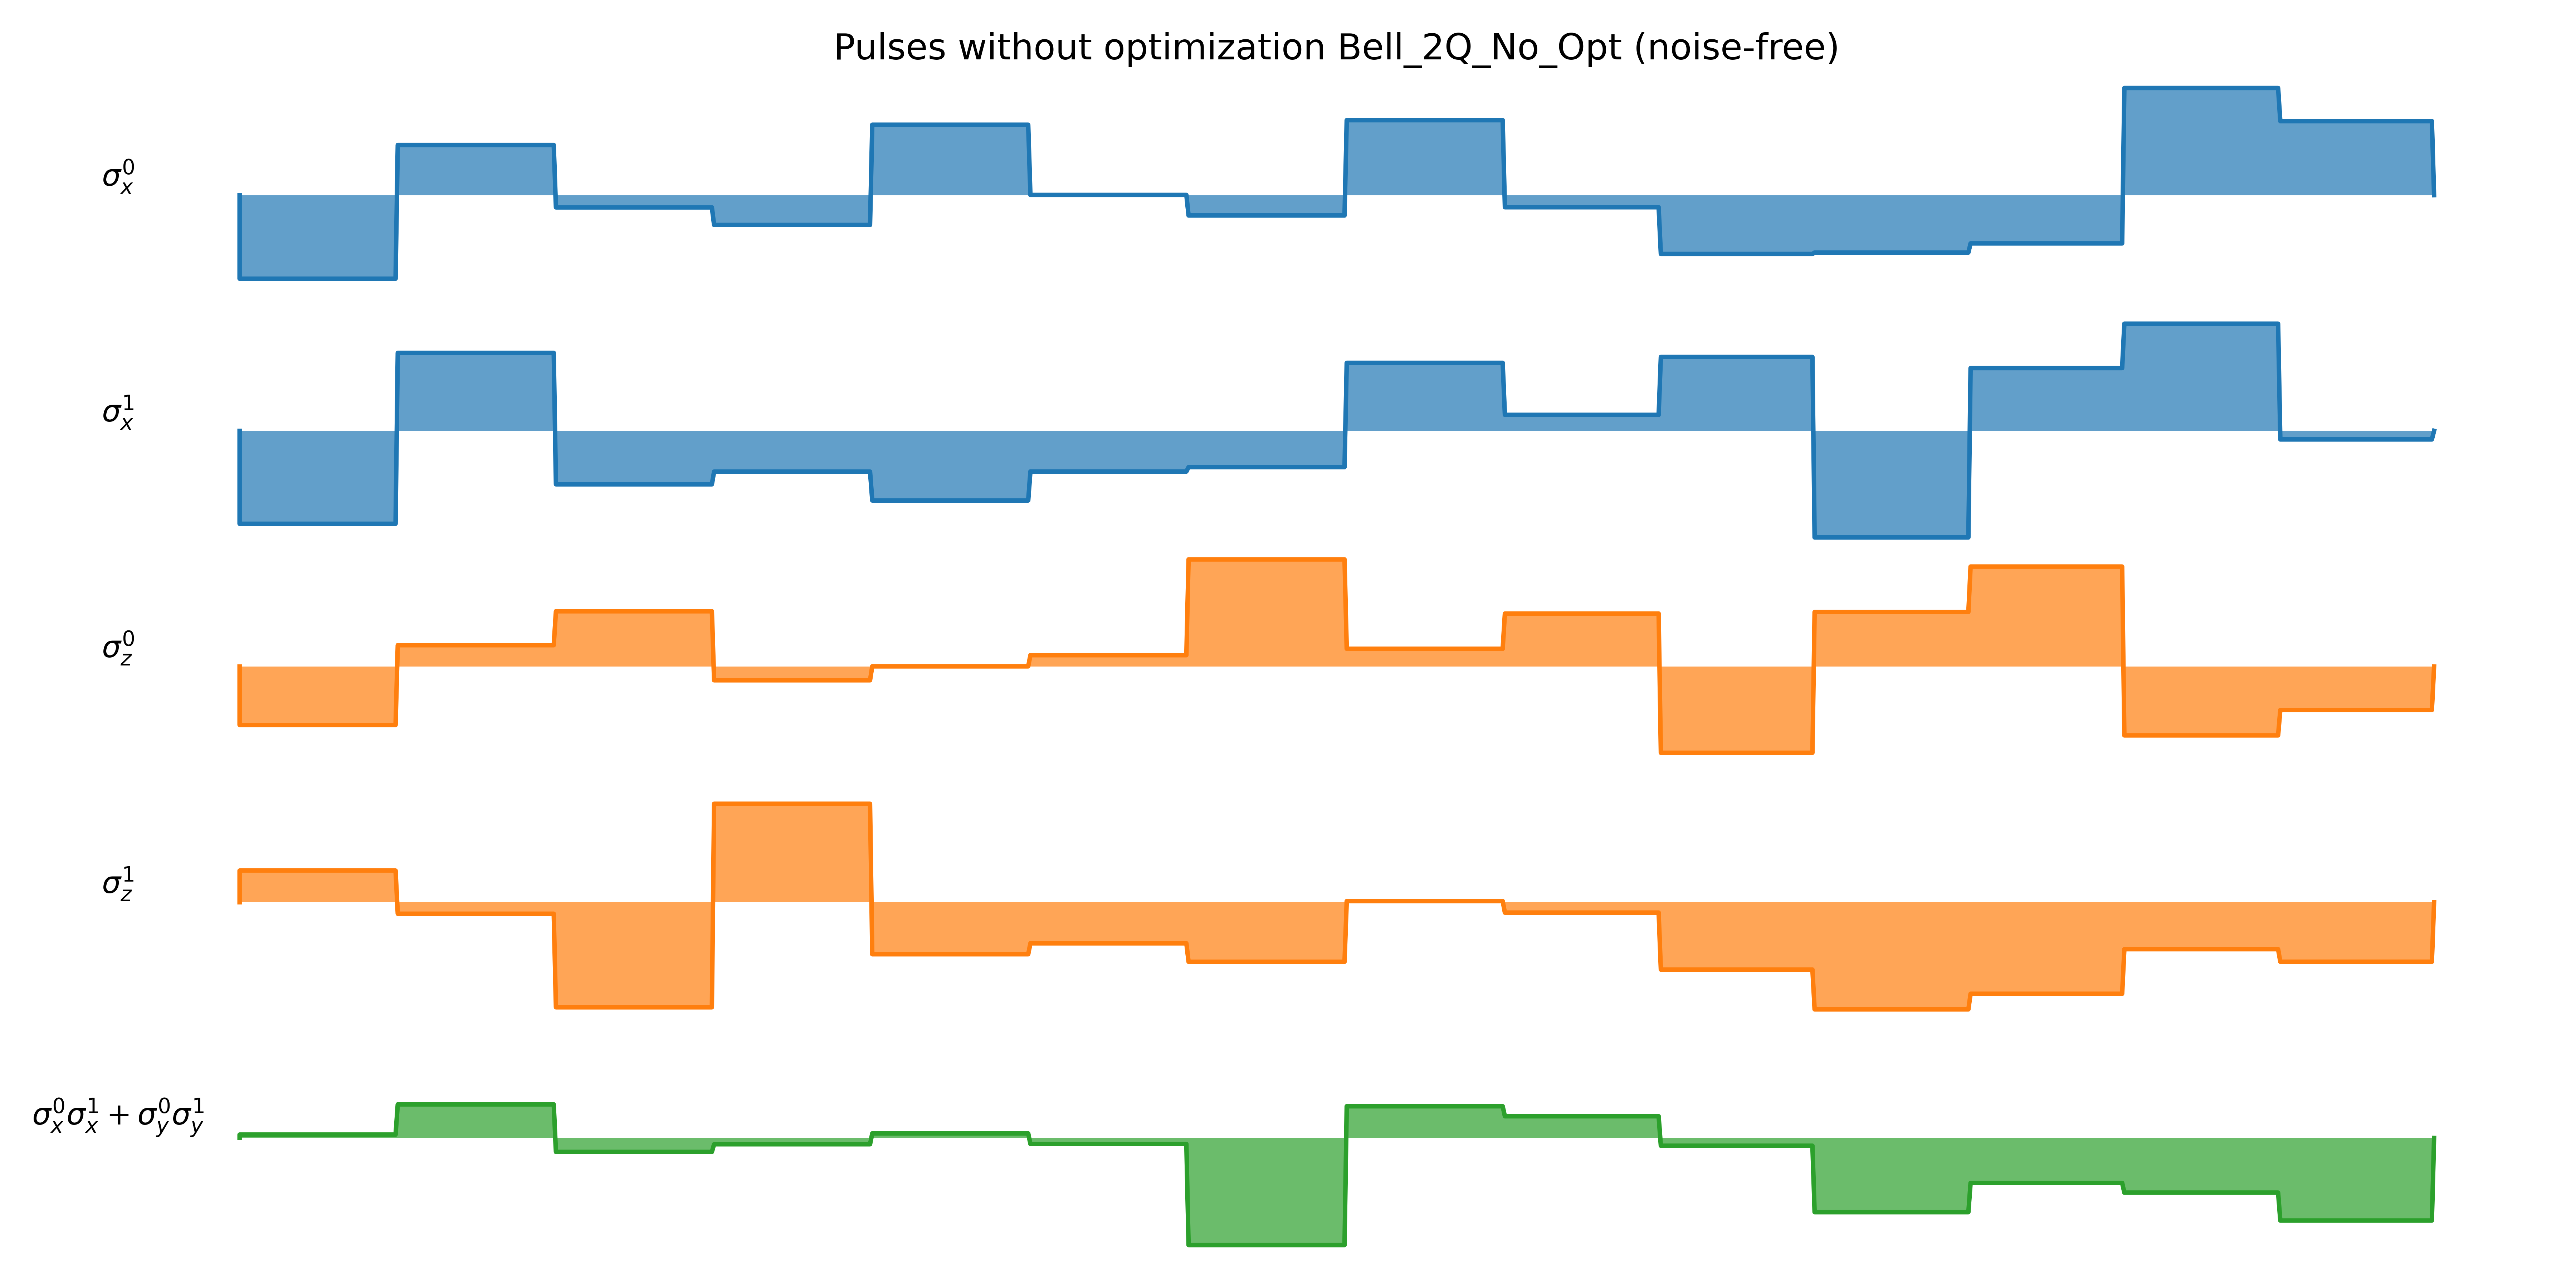 Pulses without optimization Bell_2Q_No_Opt (noise-free)
σ_x^0
σ_x^1
σ_z^0
σ_z^1
σ_x^0σ_x^1 + σ_y^0σ_y^1